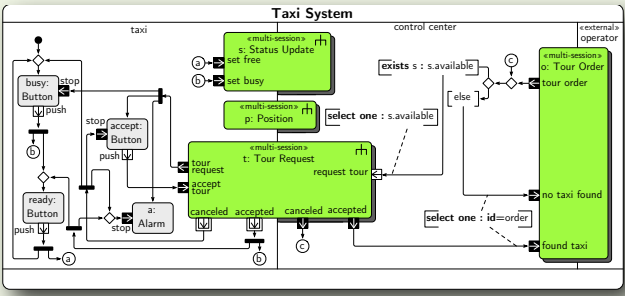 Taxi System
taxi
control center
«external»
operator
«multi-session»
s: Status Update
set free
set busy
a
b
«multi-session»
p: Position
exists s : s.available
c
[else]
select one : s.available
«multi-session»
o: Tour Order
tour order
no taxi found
found taxi
select one : id=order
busy:
Button
stop
push
b
accept:
Button
stop
push
ready:
Button
push
a
a:
Alarm
stop
«multi-session»
t: Tour Request
tour
request
accept
tour
request tour
canceled
accepted
canceled
accepted
b
c